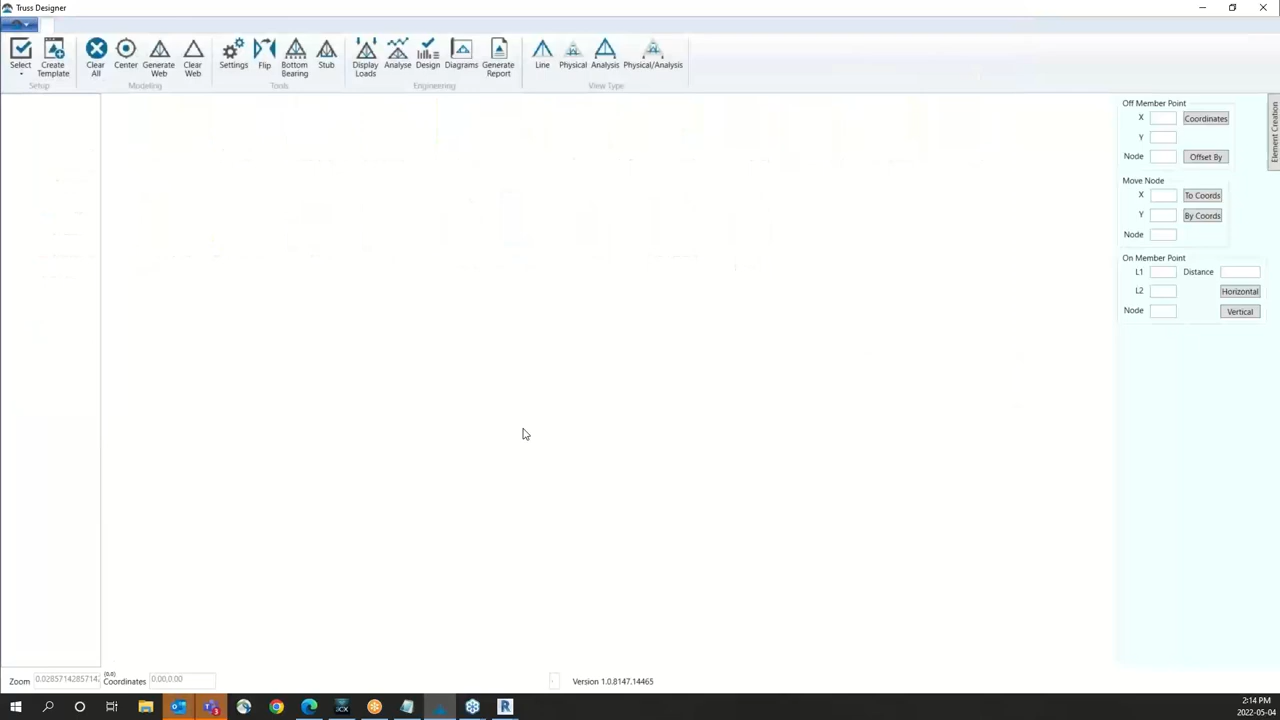 Truss Designer
Select
Create Template
Setup
Clear All
Center
Generate Web
Clear Web
Modeling
Settings
Flip
Bottom Bearing
Stub
Tools
Display Loads
Analyse
Design
Diagrams
Generate Report
Engineering
Line
Physical
Analysis
Physical/Analysis
View Type
Off Member Point
X
Coordinates
Y
Node
Offset By
Move Node
X
To Coords
Y
By Coords
Node
On Member Point
L1
Distance
L2
Horizontal
Node
Vertical
Element Creation
Zoom
0.0285714285714
(0,0)
Coordinates
0.00,0.00
Version 1.0.8147.14465
2:14 PM
2022-05-04